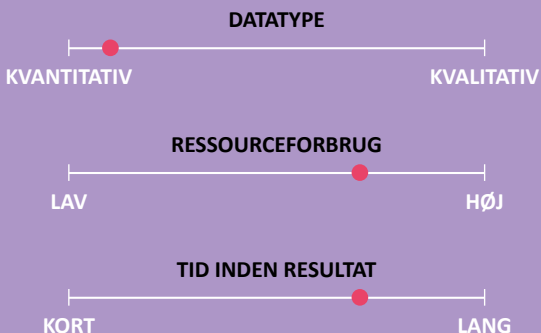 DATATYPE
KVANTITATIV KVALITATIV
RESSOURCEFORBRUG
LAV HØJ
TID INDEN RESULTAT
KORT LANG